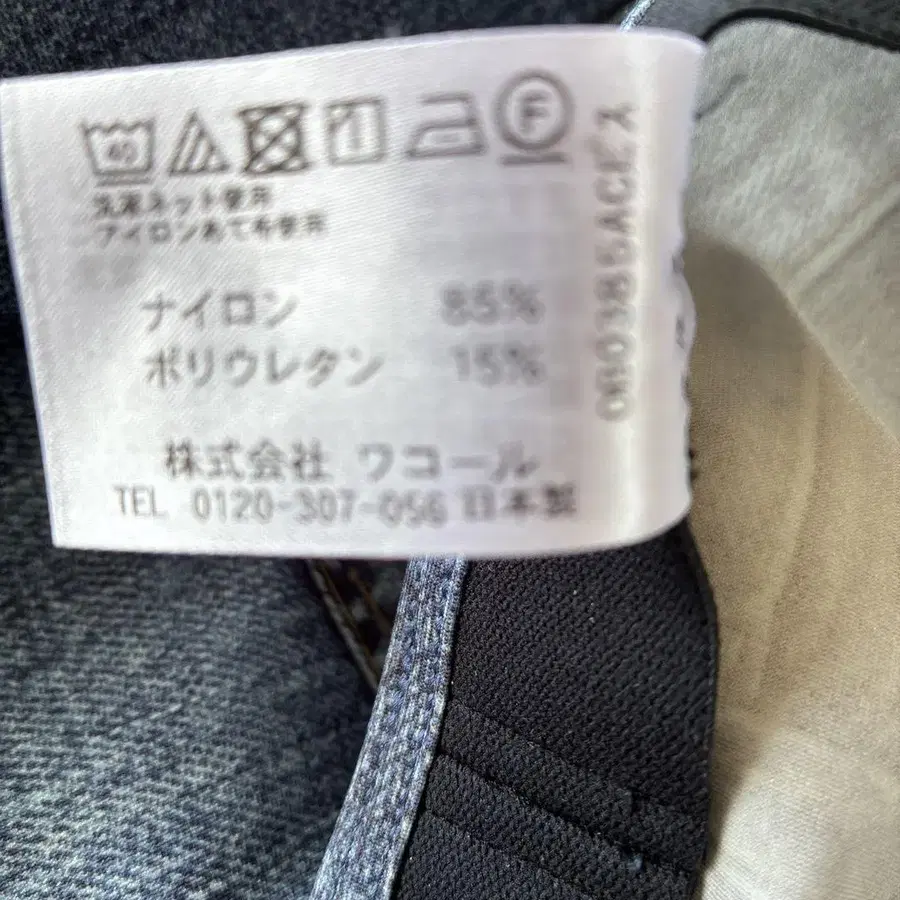 40
F
洗濯ネット使用
アイロンあて布使用
ナイロン 85%
ポリウレタン 15%
株式会社 ワコール
TEL 0120-307-056 日本製